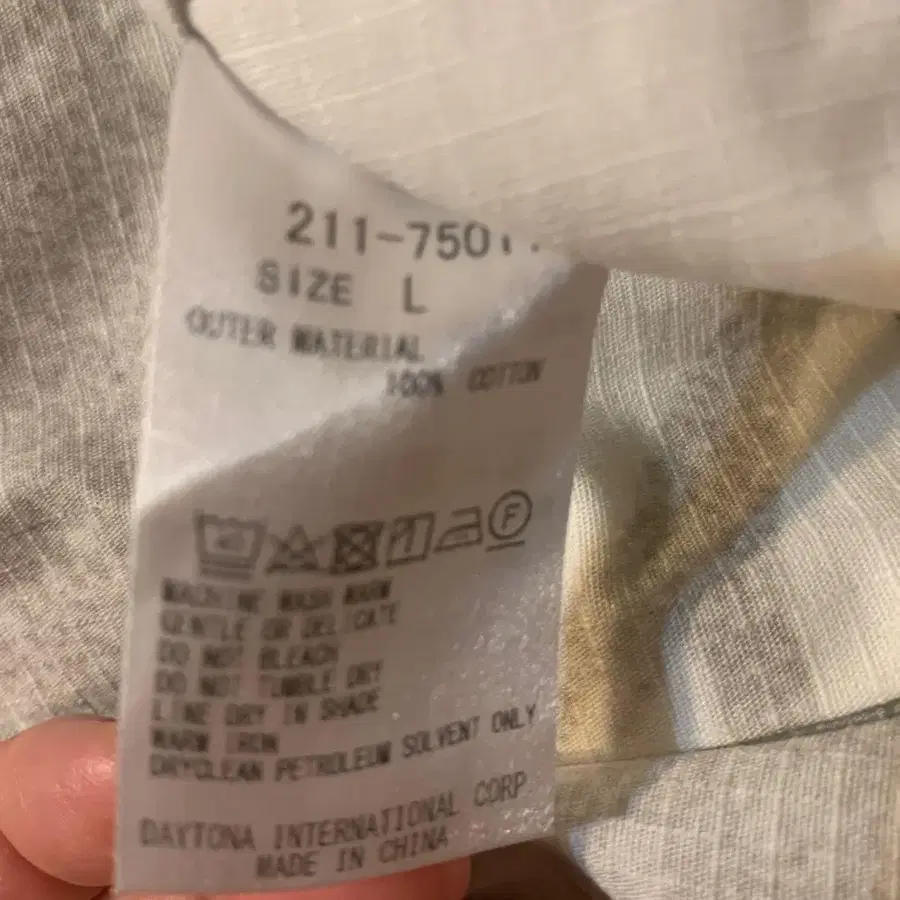 211-7501
SIZE L
OUTER MATERIAL
100% COTTON
F
MACHINE WASH WARM
GENTLE OR DELICATE
DO NOT BLEACH
DO NOT TUMBLE DRY
LINE DRY IN SHADE
WARM IRON
DRYCLEAN PETROLEUM SOLVENT ONLY
DAYTONA INTERNATIONAL CORP
MADE IN CHINA